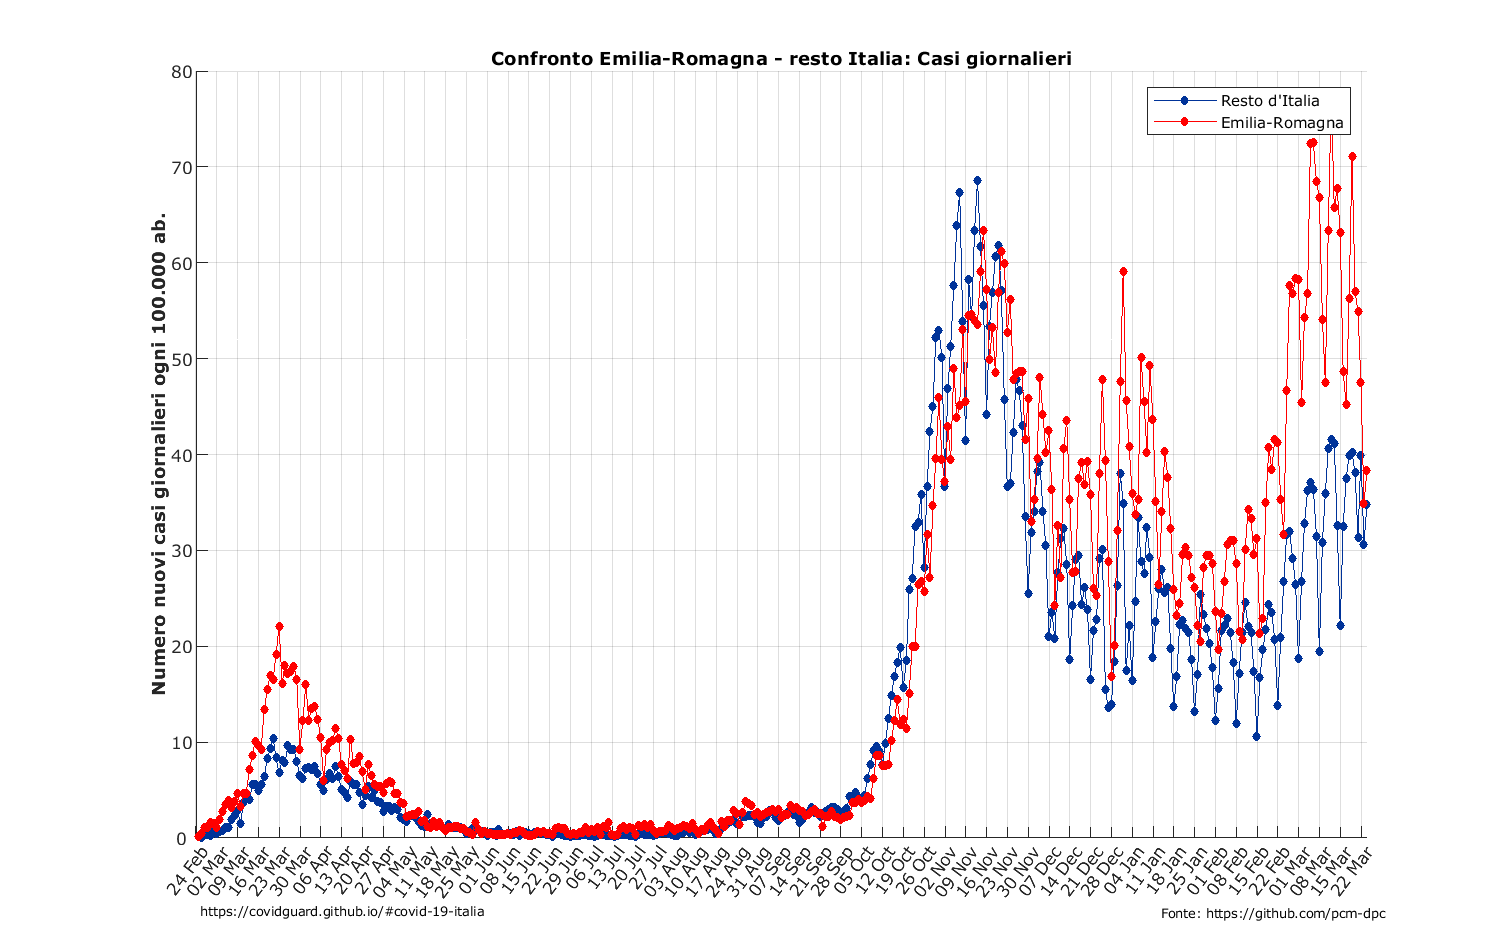 Confronto Emilia-Romagna - resto Italia: Casi giornalieri
Resto d'Italia
Emilia-Romagna
Numero nuovi casi giornalieri ogni 100.000 ab.
80
70
60
50
40
30
20
10
0
24 Feb
02 Mar
09 Mar
16 Mar
23 Mar
30 Mar
06 Apr
13 Apr
20 Apr
27 Apr
04 May
11 May
18 May
25 May
01 Jun
08 Jun
15 Jun
22 Jun
29 Jun
06 Jul
13 Jul
20 Jul
27 Jul
03 Aug
10 Aug
17 Aug
24 Aug
31 Aug
07 Sep
14 Sep
21 Sep
28 Sep
05 Oct
12 Oct
19 Oct
26 Oct
02 Nov
09 Nov
16 Nov
23 Nov
30 Nov
07 Dec
14 Dec
21 Dec
28 Dec
04 Jan
11 Jan
18 Jan
25 Jan
01 Feb
08 Feb
15 Feb
22 Feb
01 Mar
08 Mar
15 Mar
22 Mar
https://covidguard.github.io/#covid-19-italia
Fonte: https://github.com/pcm-dpc